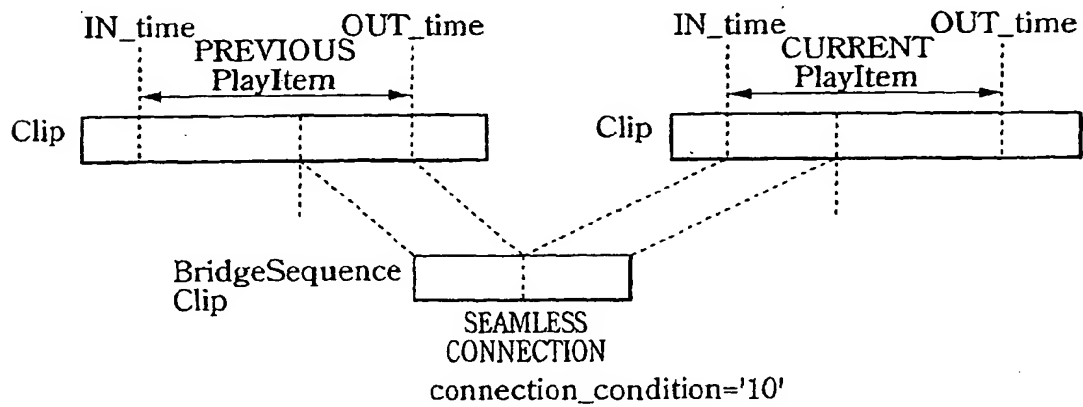 IN_time OUT_time
PREVIOUS
PlayItem
Clip
IN_time OUT_time
CURRENT
PlayItem
Clip
BridgeSequence
Clip
SEAMLESS
CONNECTION
connection_condition='10'